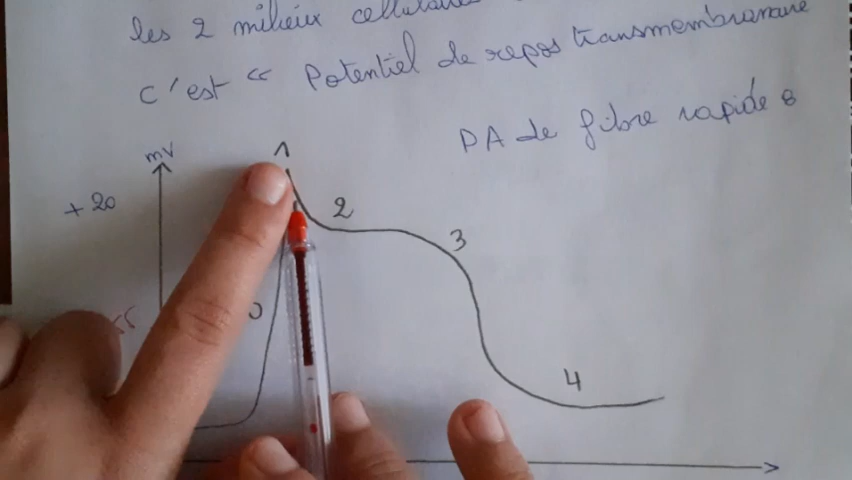 les 2 milieux cellulaires
c'est « Potentiel de repos transmembranaire
PA de fibre rapide :
mV
1
+ 20
2
3
0
4